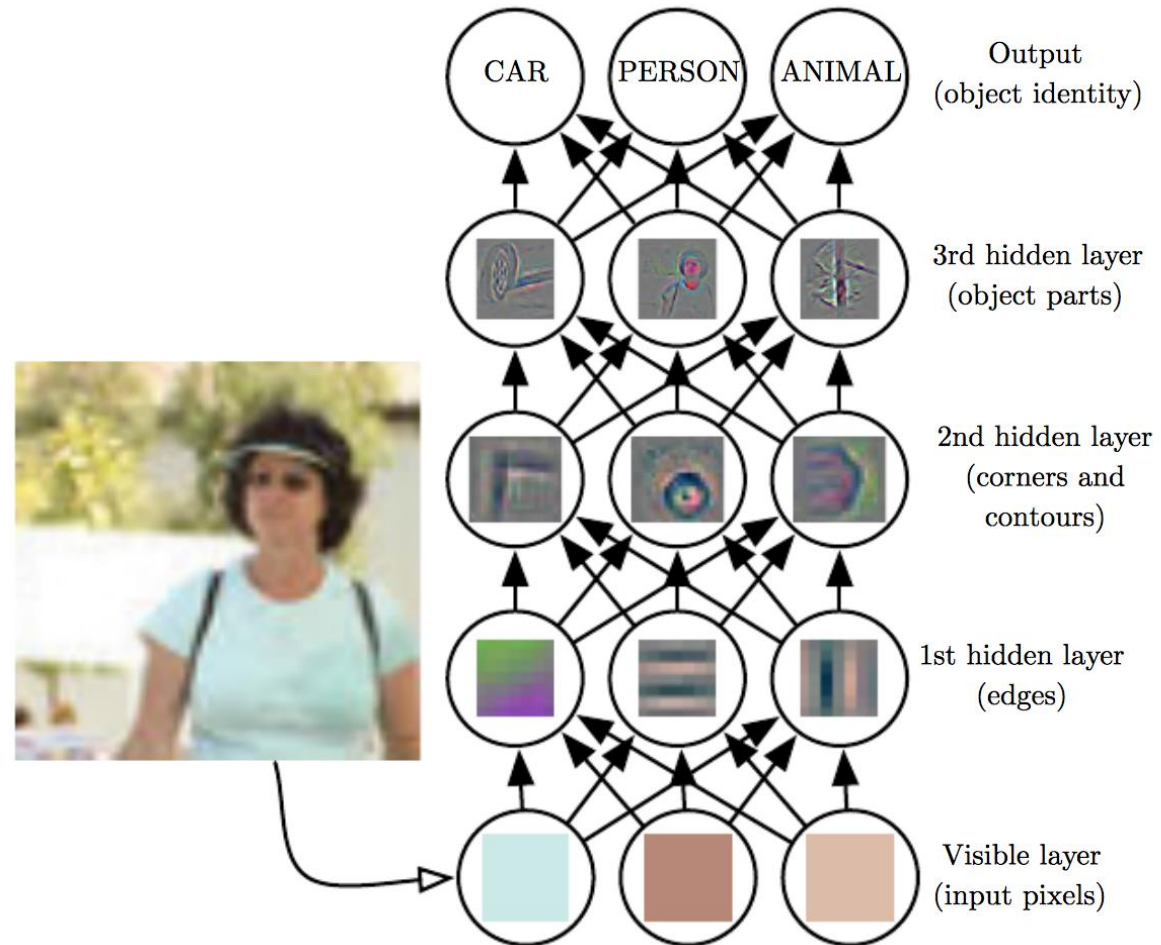 CAR
PERSON
ANIMAL
Output
(object identity)
3rd hidden layer
(object parts)
2nd hidden layer
(corners and
contours)
1st hidden layer
(edges)
Visible layer
(input pixels)